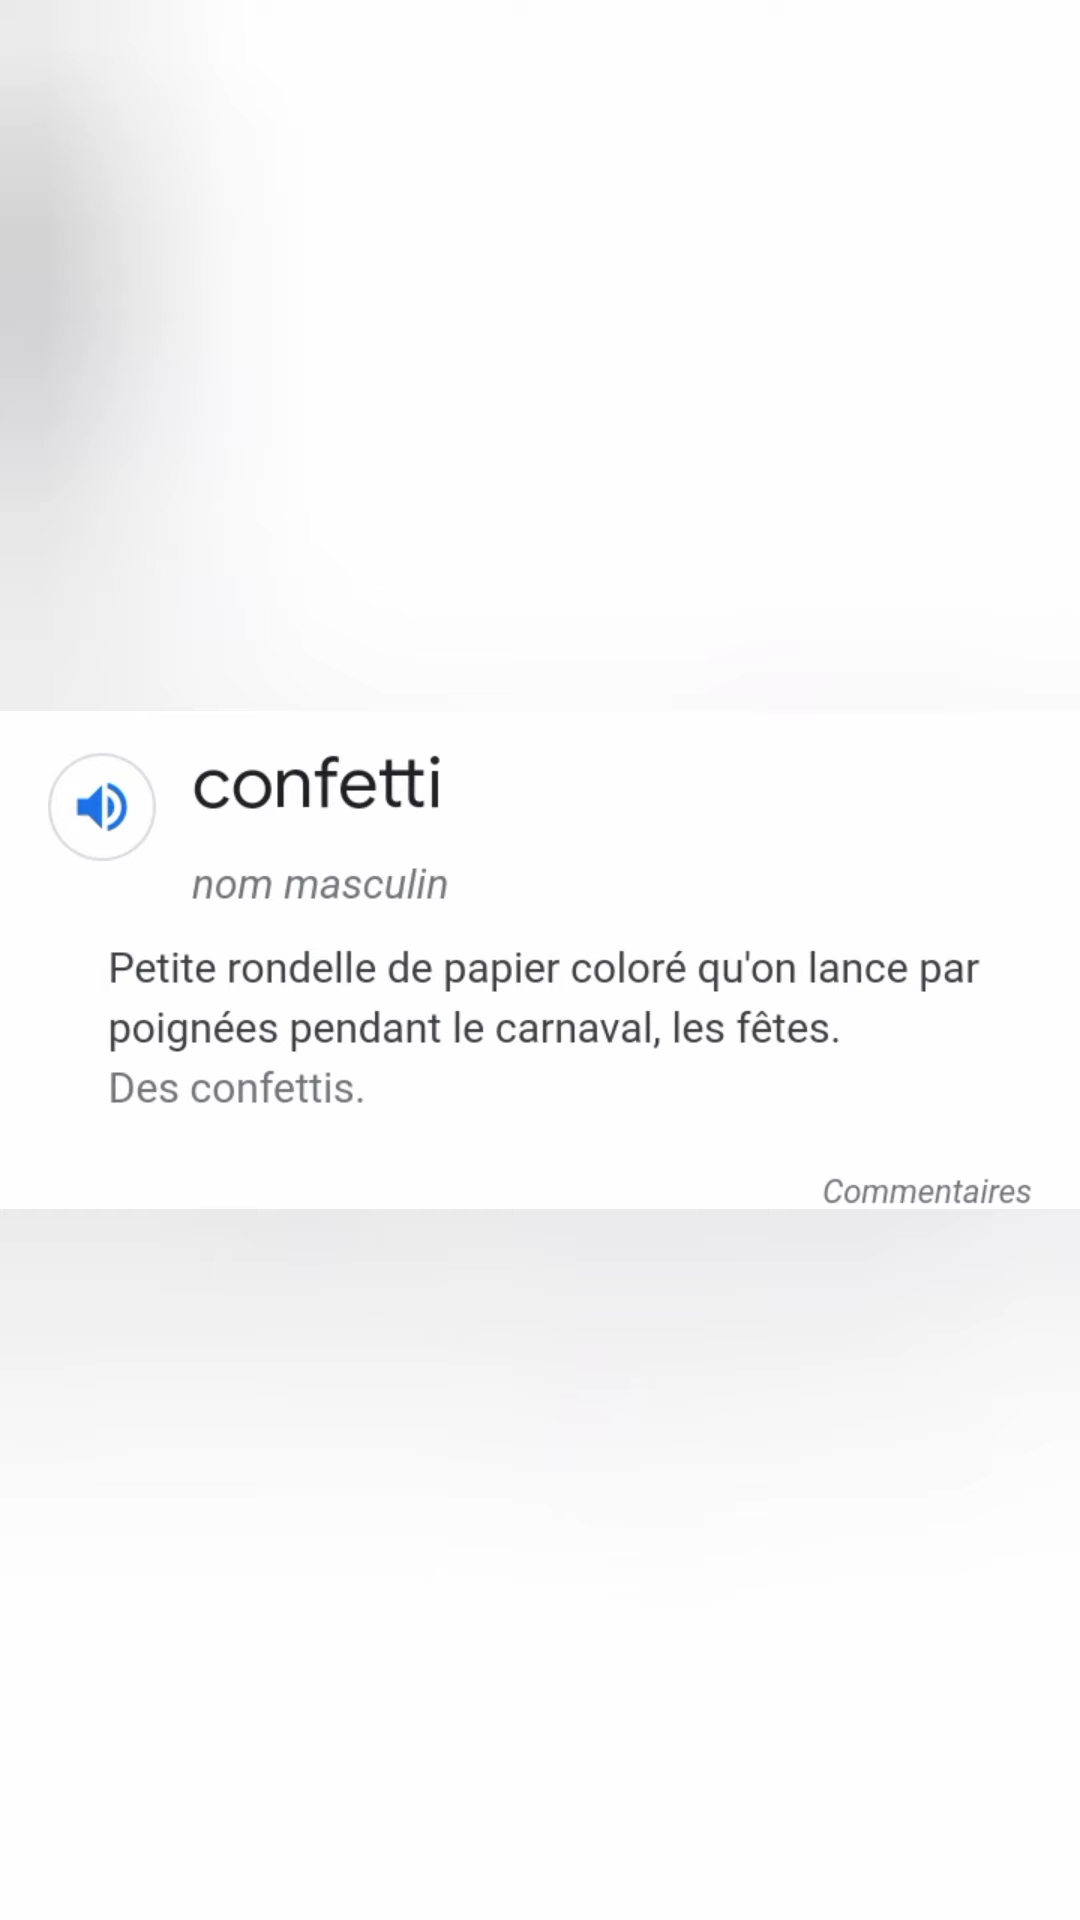 confetti
nom masculin
Petite rondelle de papier coloré qu'on lance par
poignées pendant le carnaval, les fêtes.
Des confettis.
Commentaires